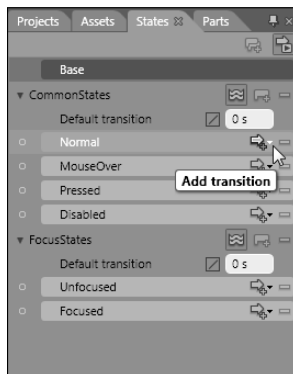 Projects Assets States Parts
Base
CommonStates
Default transition 0 s
Normal
MouseOver
Add transition
Pressed
Disabled
FocusStates
Default transition 0 s
Unfocused
Focused